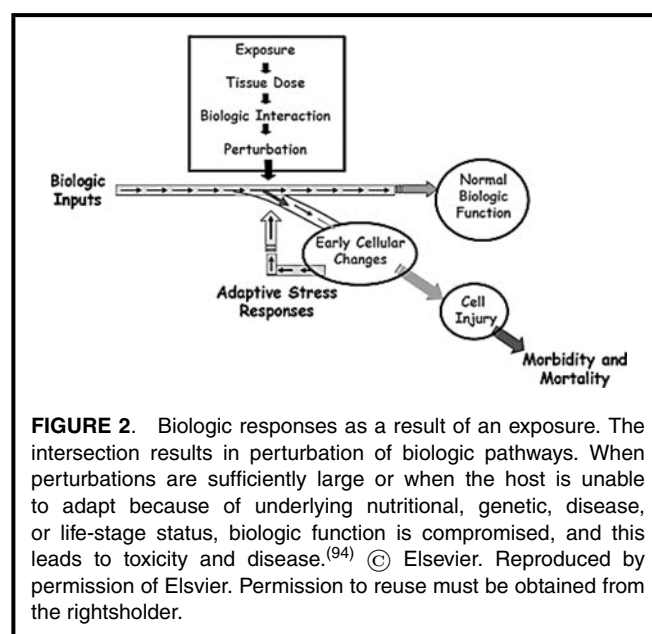 Exposure
Tissue Dose
Biologic Interaction
Perturbation
Biologic
Inputs
Normal
Biologic
Function
Early Cellular
Changes
Adaptive Stress
Responses
Cell
Injury
Morbidity and
Mortality
FIGURE 2. Biologic responses as a result of an exposure. The
intersection results in perturbation of biologic pathways. When
perturbations are sufficiently large or when the host is unable
to adapt because of underlying nutritional, genetic, disease,
or life-stage status, biologic function is compromised, and this
leads to toxicity and disease.(94) © Elsevier. Reproduced by
permission of Elsvier. Permission to reuse must be obtained from
the rightsholder.